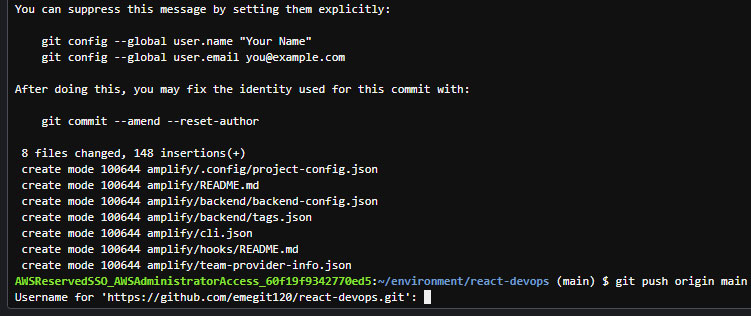 You can suppress this message by setting them explicitly:
git config --global user.name "Your Name"
git config --global user.email you@example.com
After doing this, you may fix the identity used for this commit with:
git commit --amend --reset-author
8 files changed, 148 insertions(+)
create mode 100644 amplify/.config/project-config.json
create mode 100644 amplify/README.md
create mode 100644 amplify/backend/backend-config.json
create mode 100644 amplify/backend/tags.json
create mode 100644 amplify/cli.json
create mode 100644 amplify/hooks/README.md
create mode 100644 amplify/team-provider-info.json
AWSReservedSSO_AWSAdministratorAccess_60f19f9342770ed5:~/environment/react-devops (main) $ git push origin main
Username for 'https://github.com/emegit120/react-devops.git':